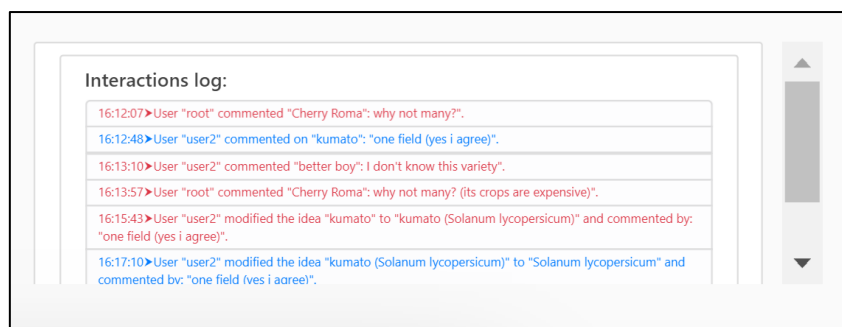 Interactions log:
16:12:07➤User "root" commented "Cherry Roma": why not many?".
16:12:48➤User "user2" commented on "kumato": "one field (yes i agree)".
16:13:10➤User "user2" commented "better boy": I don't know this variety".
16:13:57➤User "root" commented "Cherry Roma": why not many? (its crops are expensive)".
16:15:43➤User "user2" modified the idea "kumato" to "kumato (Solanum lycopersicum)" and commented by:
"one field (yes i agree)".
16:17:10➤User "user2" modified the idea "kumato (Solanum lycopersicum)" to "Solanum lycopersicum" and
commented by: "one field (yes i agree)".